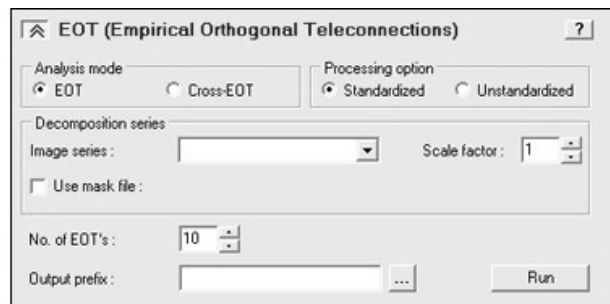 EOT (Empirical Orthogonal Teleconnections) ?
Analysis mode
EOT Cross-EOT
Processing option
Standardized Unstandardized
Decomposition series
Image series : Scale factor : 1
Use mask file :
No. of EOT's : 10
Output prefix : ... Run